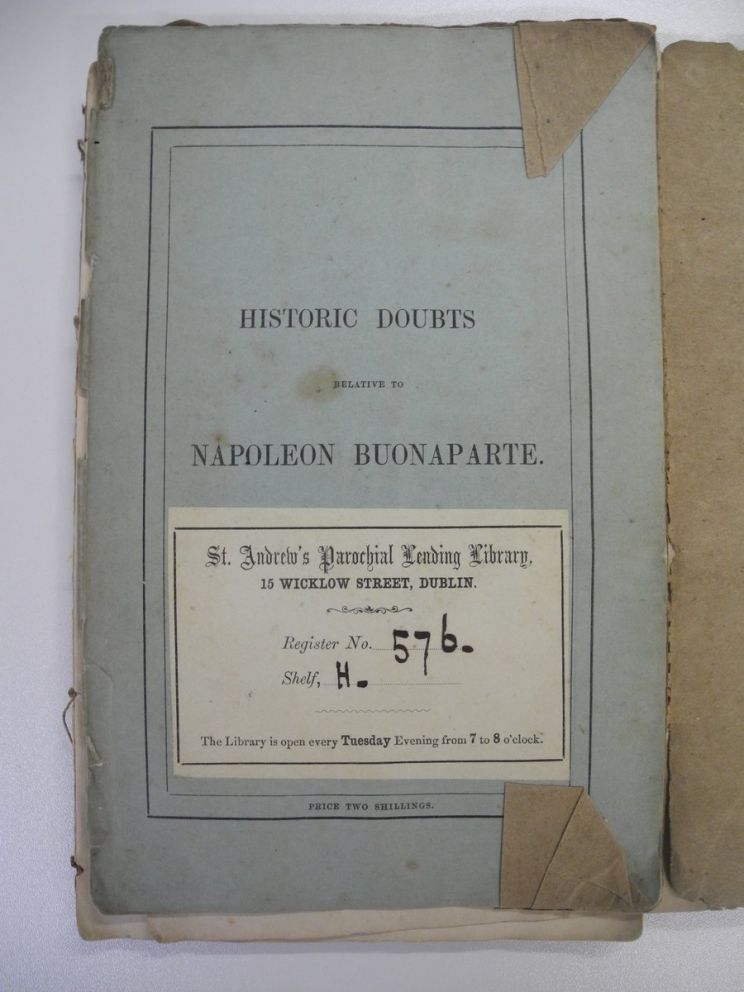 HISTORIC DOUBTS
RELATIVE TO
NAPOLEON BUONAPARTE.
St. Andrew's Parochial Lending Library,
15 WICKLOW STREET, DUBLIN.
Register No. 576.
Shelf, H.
The Library is open every Tuesday Evening from 7 to 8 o'clock.
PRICE TWO SHILLINGS.